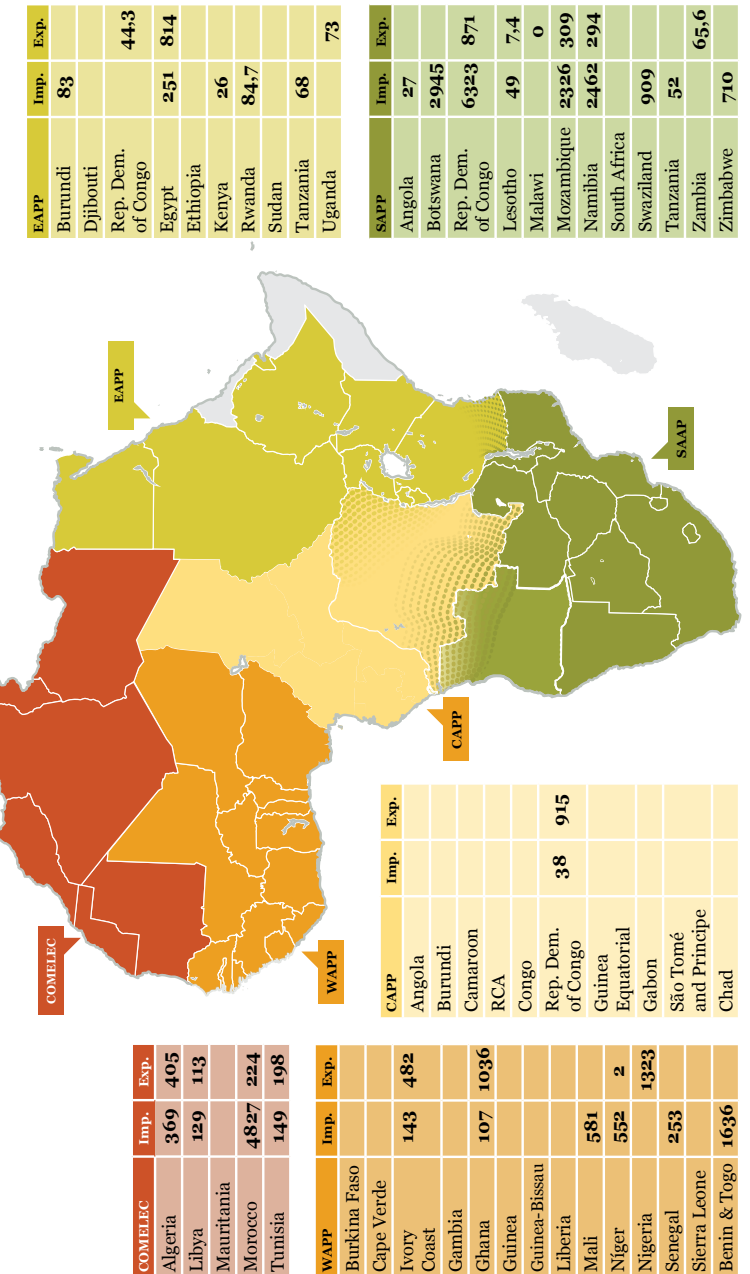 COMELEC Imp. Exp.
Algeria 369 405
Libya 129 113
Mauritania
Morocco 4827 224
Tunisia 149 198
WAPP Imp. Exp.
Burkina Faso
Cape Verde
Ivory
Coast 143 482
Gambia
Ghana 107 1036
Guinea
Guinea-Bissau
Liberia
Mali 581
Níger 552 2
Nigeria 1323
Senegal 253
Sierra Leone
Benin & Togo 1636
CAPP Imp. Exp.
Angola
Burundi
Camaroon
RCA
Congo
Rep. Dem.
of Congo 38 915
Guinea
Equatorial
Gabon
São Tomé
and Principe
Chad
COMELEC
WAPP
CAPP
EAPP
SAAP
EAPP Imp. Exp.
Burundi 83
Djibouti
Rep. Dem.
of Congo 44,3
Egypt 251 814
Ethiopia
Kenya 26
Rwanda 84,7
Sudan
Tanzania 68
Uganda 73
SAPP Imp. Exp.
Angola 27
Botswana 2945
Rep. Dem.
of Congo 6323 871
Lesotho 49 7,4
Malawi 0
Mozambique 2326 309
Namibia 2462 294
South Africa
Swaziland 909
Tanzania 52
Zambia 65,6
Zimbabwe 710